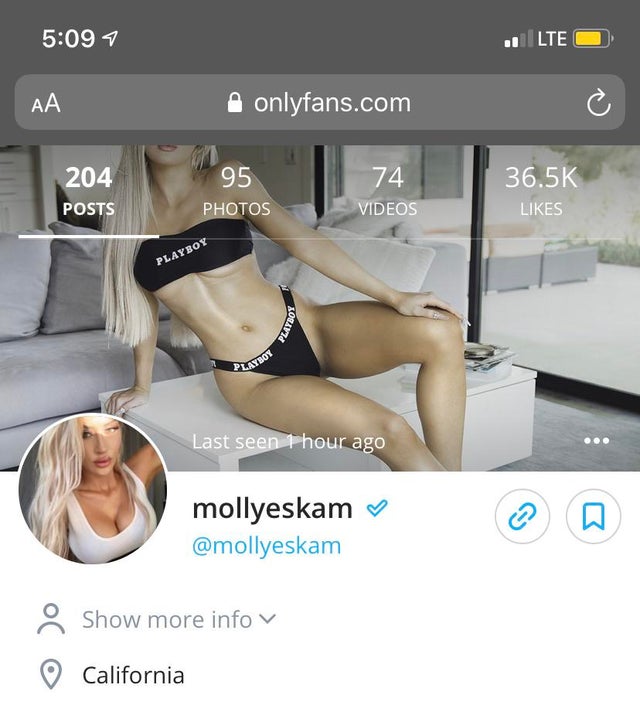 5:09
LTE
AA
onlyfans.com
204
POSTS
95
PHOTOS
74
VIDEOS
36.5K
LIKES
PLAYBOY
PLAYBOY
PLAYBOY
Last seen 1 hour ago
mollyeskam
@mollyeskam
Show more info
California